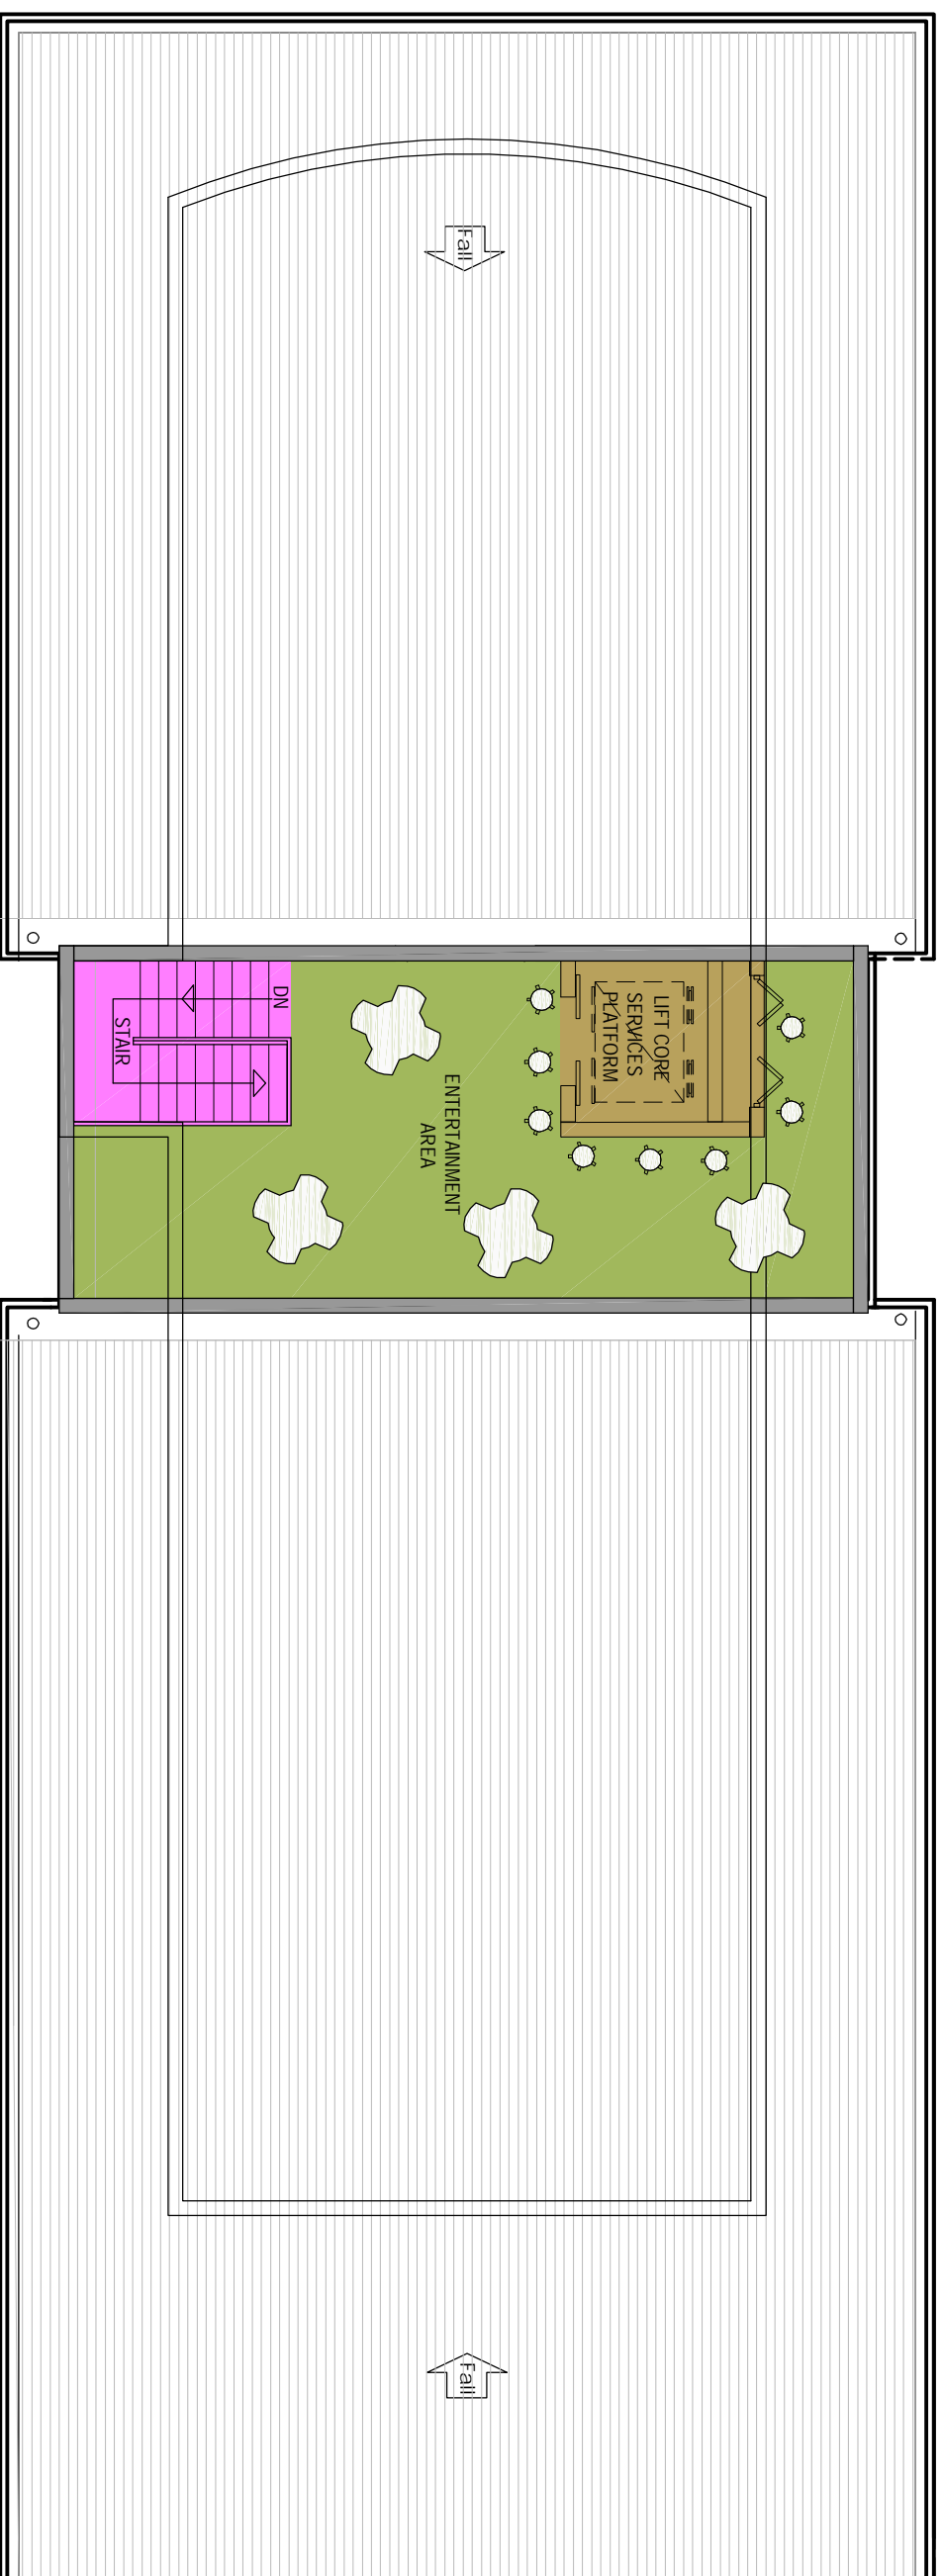 Fall
DN
STAIR
LIFT CORE
SERVICES
PLATFORM
ENTERTAINMENT
AREA
Fall